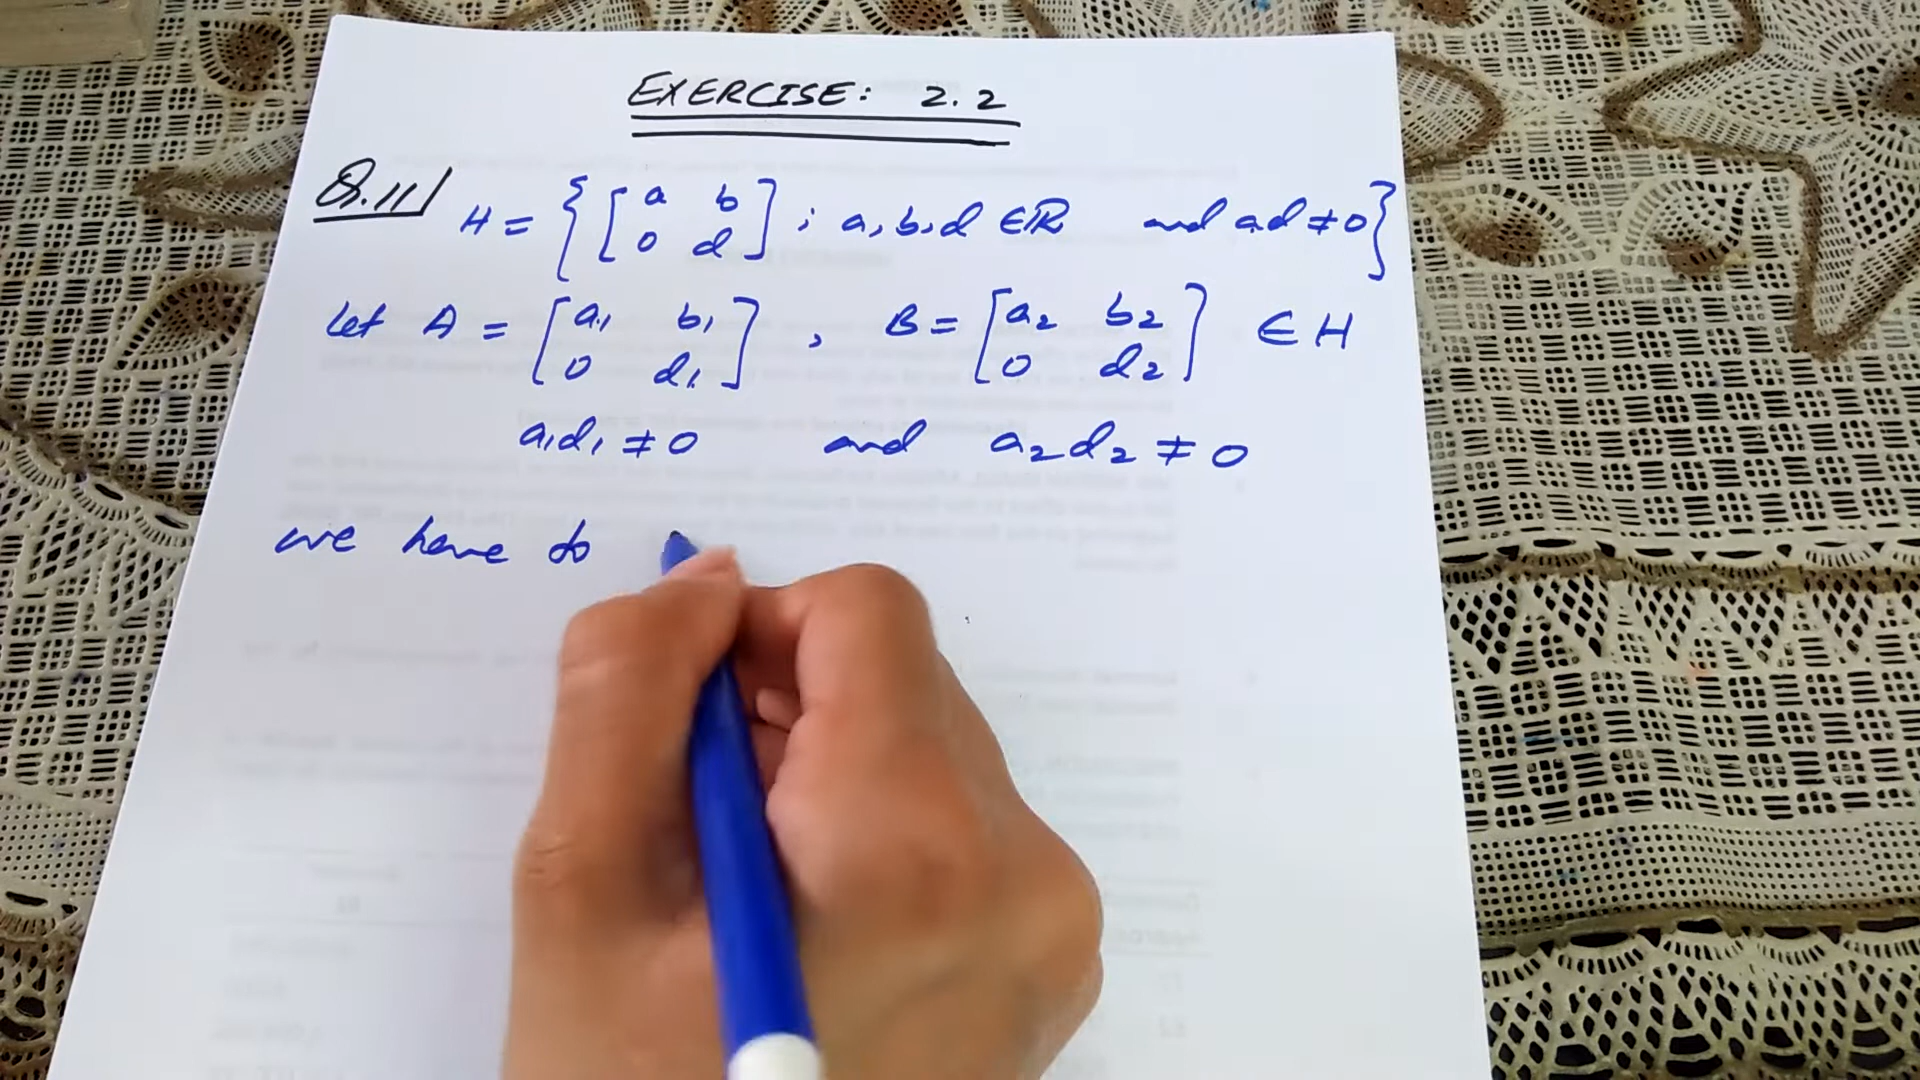 EXERCISE: 2.2
Q.11/ H = { [ a b ; 0 d ] ; a, b, d ∈ ℝ and ad ≠ 0 }
Let A = [ a₁ b₁ ; 0 d₁ ] , B = [ a₂ b₂ ; 0 d₂ ] ∈ H
a₁d₁ ≠ 0 and a₂d₂ ≠ 0
we have to